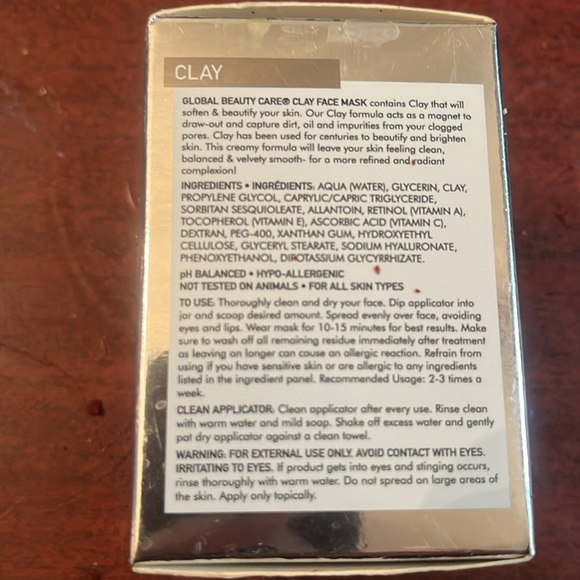 CLAY
GLOBAL BEAUTY CARE® CLAY FACE MASK contains Clay that will
soften & beautify your skin. Our Clay formula acts as a magnet to
draw-out and capture dirt, oil and impurities from your clogged
pores. Clay has been used for centuries to beautify and brighten
skin. This creamy formula will leave your skin feeling clean,
balanced & velvety smooth- for a more refined and radiant
complexion!
INGREDIENTS • INGRÉDIENTS: AQUA (WATER), GLYCERIN, CLAY,
PROPYLENE GLYCOL, CAPRYLIC/CAPRIC TRIGLYCERIDE,
SORBITAN SESQUIOLEATE, ALLANTOIN, RETINOL (VITAMIN A),
TOCOPHEROL (VITAMIN E), ASCORBIC ACID (VITAMIN C),
DEXTRAN, PEG-400, XANTHAN GUM, HYDROXYETHYL
CELLULOSE, GLYCERYL STEARATE, SODIUM HYALURONATE,
PHENOXYETHANOL, DIPOTASSIUM GLYCYRRHIZATE.
pH BALANCED • HYPO-ALLERGENIC
NOT TESTED ON ANIMALS • FOR ALL SKIN TYPES
TO USE: Thoroughly clean and dry your face. Dip applicator into
jar and scoop desired amount. Spread evenly over face, avoiding
eyes and lips. Wear mask for 10-15 minutes for best results. Make
sure to wash off all remaining residue immediately after treatment
as leaving on longer can cause an allergic reaction. Refrain from
using if you have sensitive skin or are allergic to any ingredients
listed in the ingredient panel. Recommended Usage: 2-3 times a
week.
CLEAN APPLICATOR: Clean applicator after every use. Rinse clean
with warm water and mild soap. Shake off excess water and gently
pat dry applicator against a clean towel.
WARNING: FOR EXTERNAL USE ONLY. AVOID CONTACT WITH EYES.
IRRITATING TO EYES. If product gets into eyes and stinging occurs,
rinse thoroughly with warm water. Do not spread on large areas of
the skin. Apply only topically.